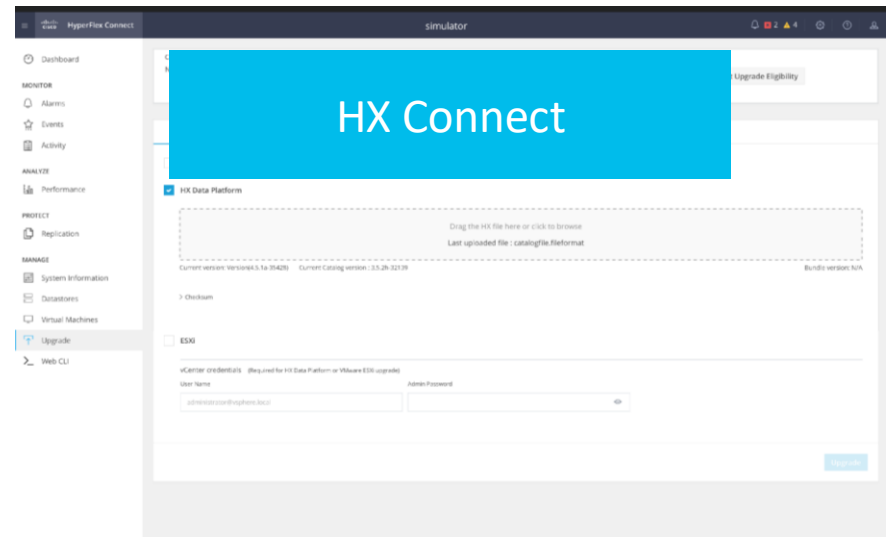 HyperFlex Connect
simulator
2 4
Dashboard
Upgrade Eligibility
MONITOR
Alarms
HX Connect
Events
Activity
ANALYZE
Performance
HX Data Platform
PROTECT
Replication
Drag the HX file here or click to browse
Last uploaded file : catalogfile.fileformat
MANAGE
System Information
Current Catalog version : 3.5.2h-32139
Bundle version: N/A
Datastores
> Checksum
Virtual Machines
Upgrade
ESXi
Web CLI
vCenter credentials (Required for HX Data Platform or VMware ESXi upgrade)
User Name Admin Password
administrator@vsphere.local
Upgrade